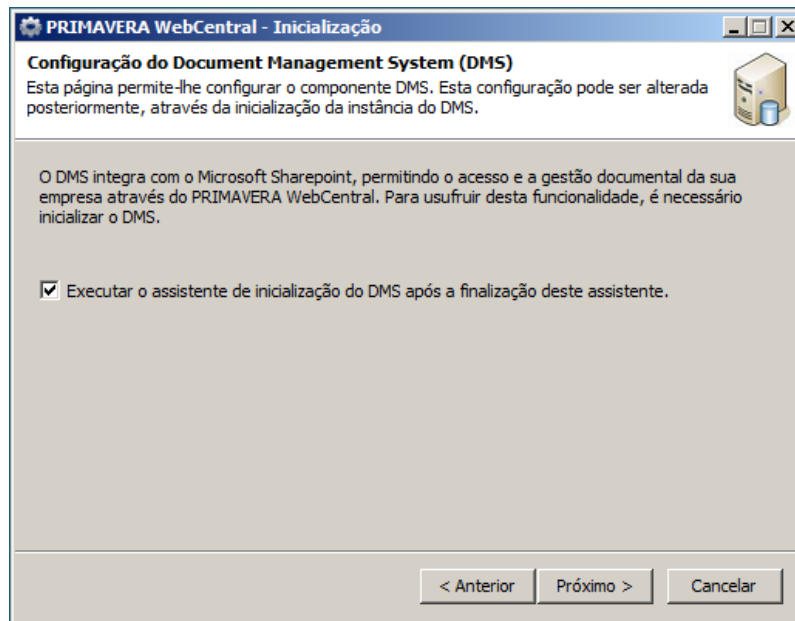 PRIMAVERA WebCentral - Inicialização
Configuração do Document Management System (DMS)
Esta página permite-lhe configurar o componente DMS. Esta configuração pode ser alterada
posteriormente, através da inicialização da instância do DMS.
O DMS integra com o Microsoft Sharepoint, permitindo o acesso e a gestão documental da sua
empresa através do PRIMAVERA WebCentral. Para usufruir desta funcionalidade, é necessário
inicializar o DMS.
Executar o assistente de inicialização do DMS após a finalização deste assistente.
< Anterior Próximo > Cancelar